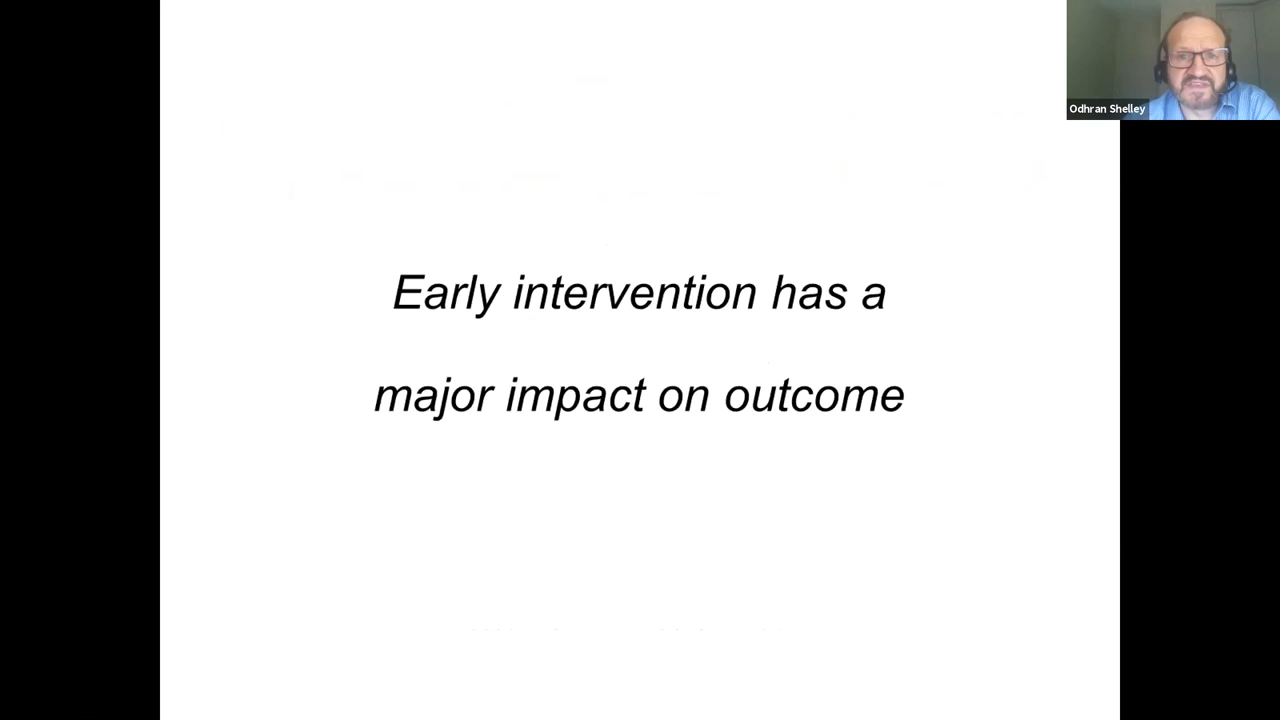 Odhran Shelley
Early intervention has a
major impact on outcome